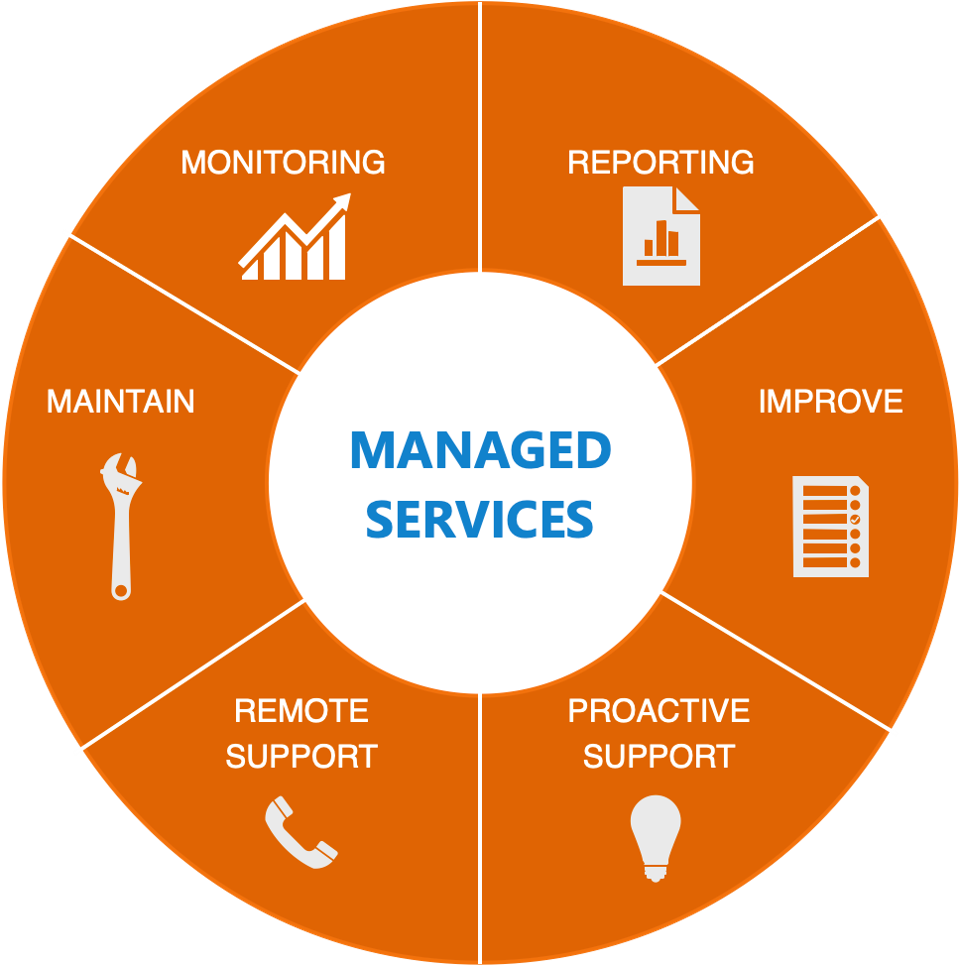 MONITORING
REPORTING
MAINTAIN
IMPROVE
MANAGED
SERVICES
REMOTE
SUPPORT
PROACTIVE
SUPPORT